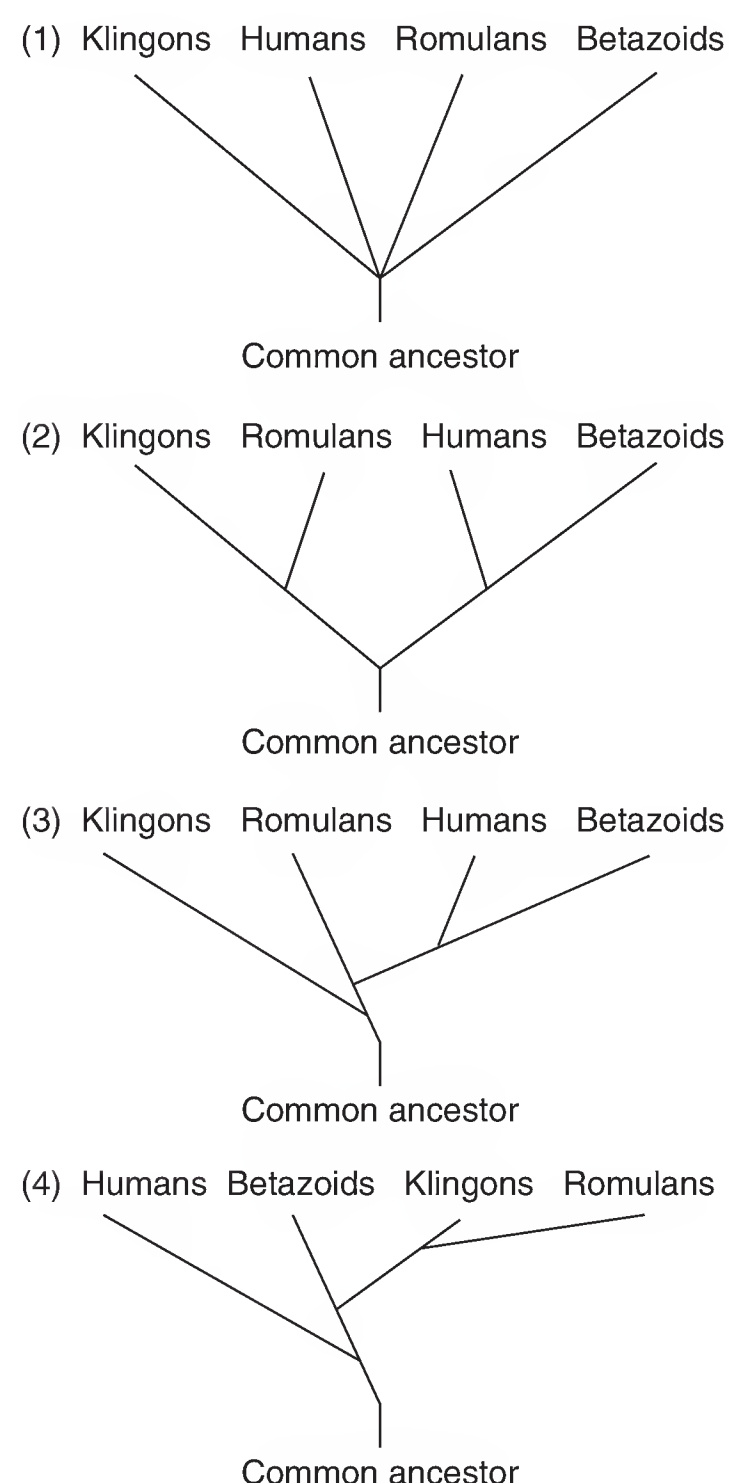 (1) Klingons Humans Romulans Betazoids
Common ancestor
(2) Klingons Romulans Humans Betazoids
Common ancestor
(3) Klingons Romulans Humans Betazoids
Common ancestor
(4) Humans Betazoids Klingons Romulans
Common ancestor